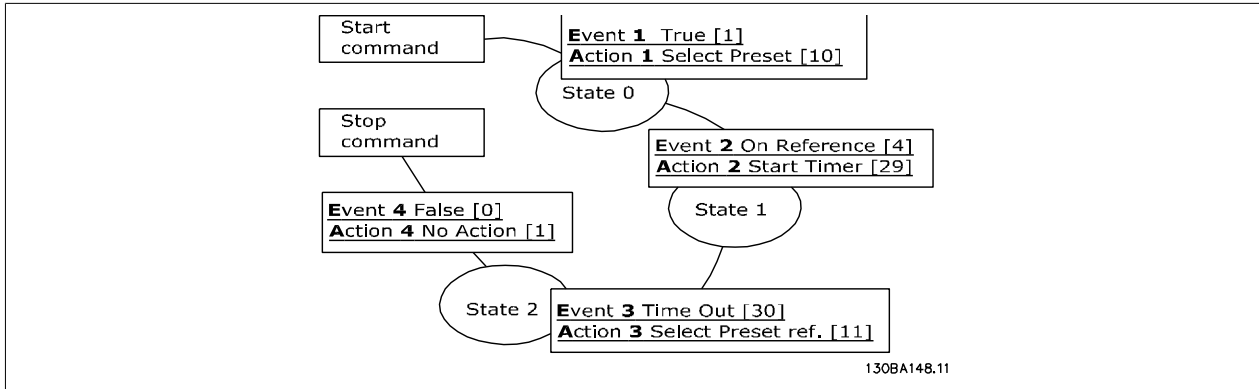 Start
command
Event 1 True [1]
Action 1 Select Preset [10]
State 0
Stop
command
Event 2 On Reference [4]
Action 2 Start Timer [29]
State 1
Event 4 False [0]
Action 4 No Action [1]
State 2
Event 3 Time Out [30]
Action 3 Select Preset ref. [11]
130BA148.11